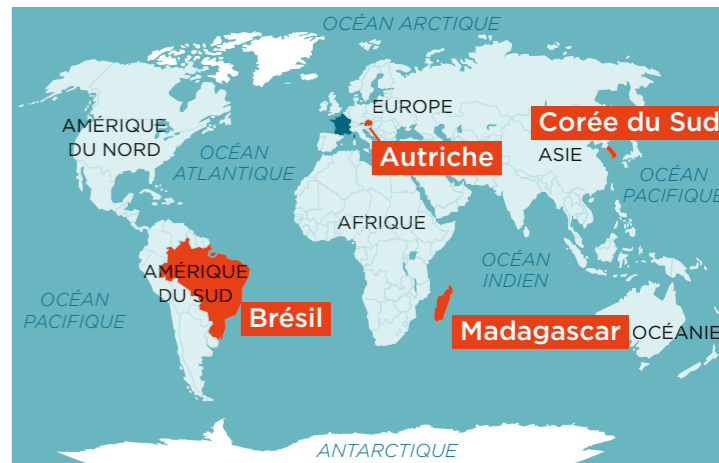 OCÉAN ARCTIQUE
EUROPE
AMÉRIQUE
DU NORD
Corée du Sud
OCÉAN
ATLANTIQUE
Autriche
ASIE
OCÉAN
PACIFIQUE
AFRIQUE
OCÉAN
INDIEN
AMÉRIQUE
DU SUD
OCÉAN
PACIFIQUE
Brésil
Madagascar
OCÉANIE
ANTARCTIQUE